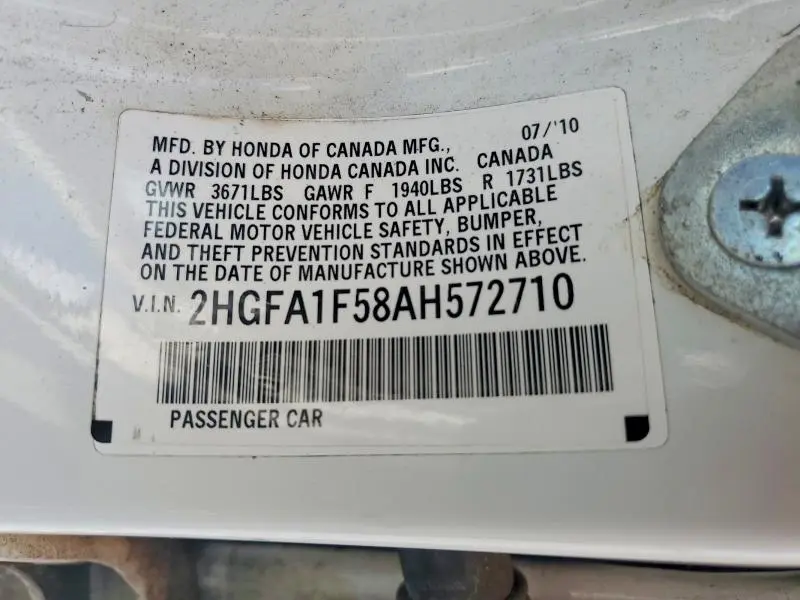 MFD. BY HONDA OF CANADA MFG., 07/'10
A DIVISION OF HONDA CANADA INC. CANADA
GVWR 3671LBS GAWR F 1940LBS R 1731LBS
THIS VEHICLE CONFORMS TO ALL APPLICABLE
FEDERAL MOTOR VEHICLE SAFETY, BUMPER,
AND THEFT PREVENTION STANDARDS IN EFFECT
ON THE DATE OF MANUFACTURE SHOWN ABOVE.
V.I.N. 2HGFA1F58AH572710
PASSENGER CAR